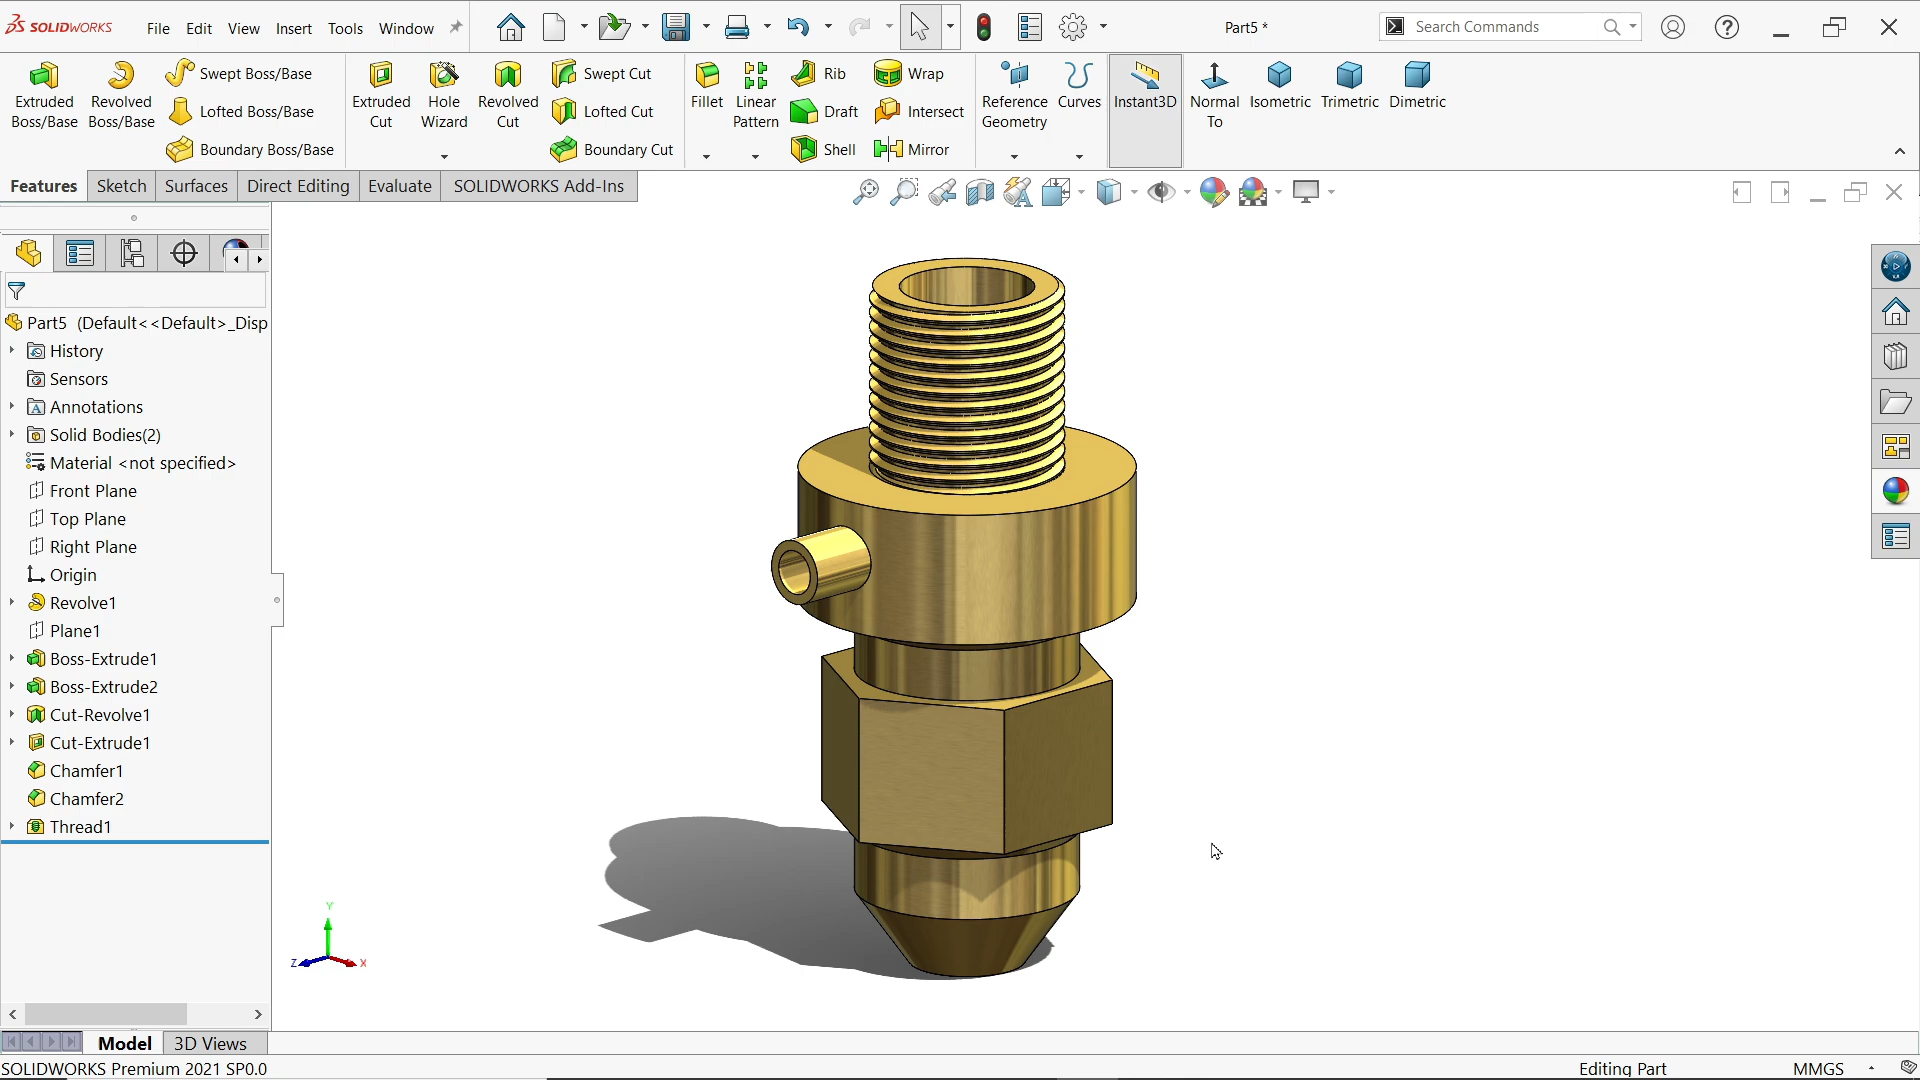 SOLIDWORKS File Edit View Insert Tools Window Part5 * Search Commands
Extruded Boss/Base
Revolved Boss/Base
Swept Boss/Base
Lofted Boss/Base
Boundary Boss/Base
Extruded Cut
Hole Wizard
Revolved Cut
Swept Cut
Lofted Cut
Boundary Cut
Fillet
Linear Pattern
Rib
Draft
Shell
Wrap
Intersect
Mirror
Reference Geometry
Curves
Instant3D
Normal To
Isometric
Trimetric
Dimetric
Features Sketch Surfaces Direct Editing Evaluate SOLIDWORKS Add-Ins
Part5 (Default<<Default>_Disp
History
Sensors
Annotations
Solid Bodies(2)
Material <not specified>
Front Plane
Top Plane
Right Plane
Origin
Revolve1
Plane1
Boss-Extrude1
Boss-Extrude2
Cut-Revolve1
Cut-Extrude1
Chamfer1
Chamfer2
Thread1
Y
Z X
Model 3D Views
SOLIDWORKS Premium 2021 SP0.0 Editing Part MMGS